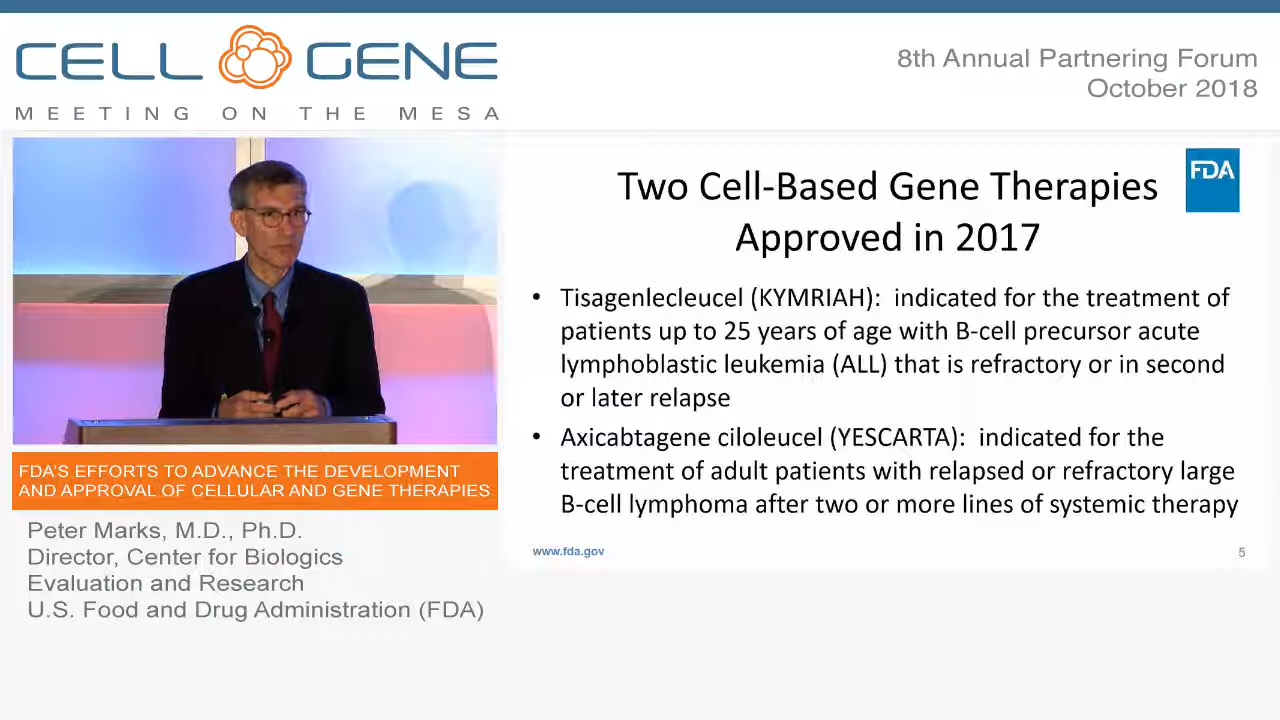 CELL GENE
MEETING ON THE MESA
8th Annual Partnering Forum
October 2018
FDA
Two Cell-Based Gene Therapies
Approved in 2017
• Tisagenlecleucel (KYMRIAH): indicated for the treatment of
patients up to 25 years of age with B-cell precursor acute
lymphoblastic leukemia (ALL) that is refractory or in second
or later relapse
• Axicabtagene ciloleucel (YESCARTA): indicated for the
treatment of adult patients with relapsed or refractory large
B-cell lymphoma after two or more lines of systemic therapy
www.fda.gov
5
FDA'S EFFORTS TO ADVANCE THE DEVELOPMENT
AND APPROVAL OF CELLULAR AND GENE THERAPIES
Peter Marks, M.D., Ph.D.
Director, Center for Biologics
Evaluation and Research
U.S. Food and Drug Administration (FDA)